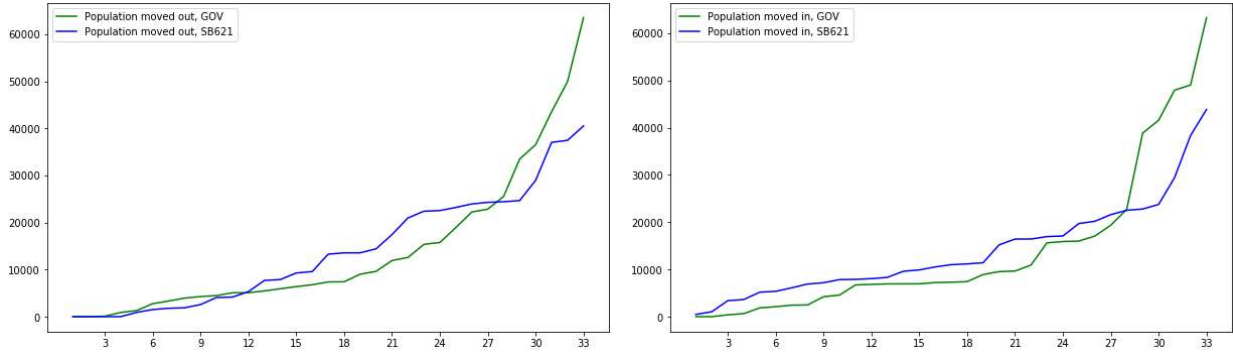 Population moved out, GOV
Population moved out, SB621
60000
50000
40000
30000
20000
10000
0
3 6 9 12 15 18 21 24 27 30 33
Population moved in, GOV
Population moved in, SB621
60000
50000
40000
30000
20000
10000
0
3 6 9 12 15 18 21 24 27 30 33